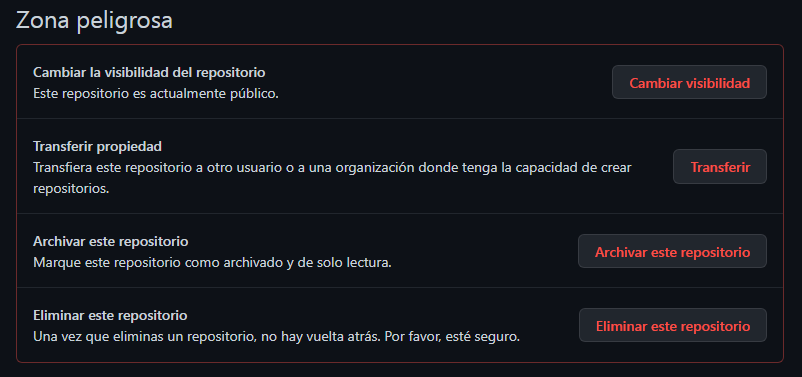 Zona peligrosa
Cambiar la visibilidad del repositorio
Este repositorio es actualmente público.
Cambiar visibilidad
Transferir propiedad
Transfiera este repositorio a otro usuario o a una organización donde tenga la capacidad de crear
repositorios.
Transferir
Archivar este repositorio
Marque este repositorio como archivado y de solo lectura.
Archivar este repositorio
Eliminar este repositorio
Una vez que eliminas un repositorio, no hay vuelta atrás. Por favor, esté seguro.
Eliminar este repositorio